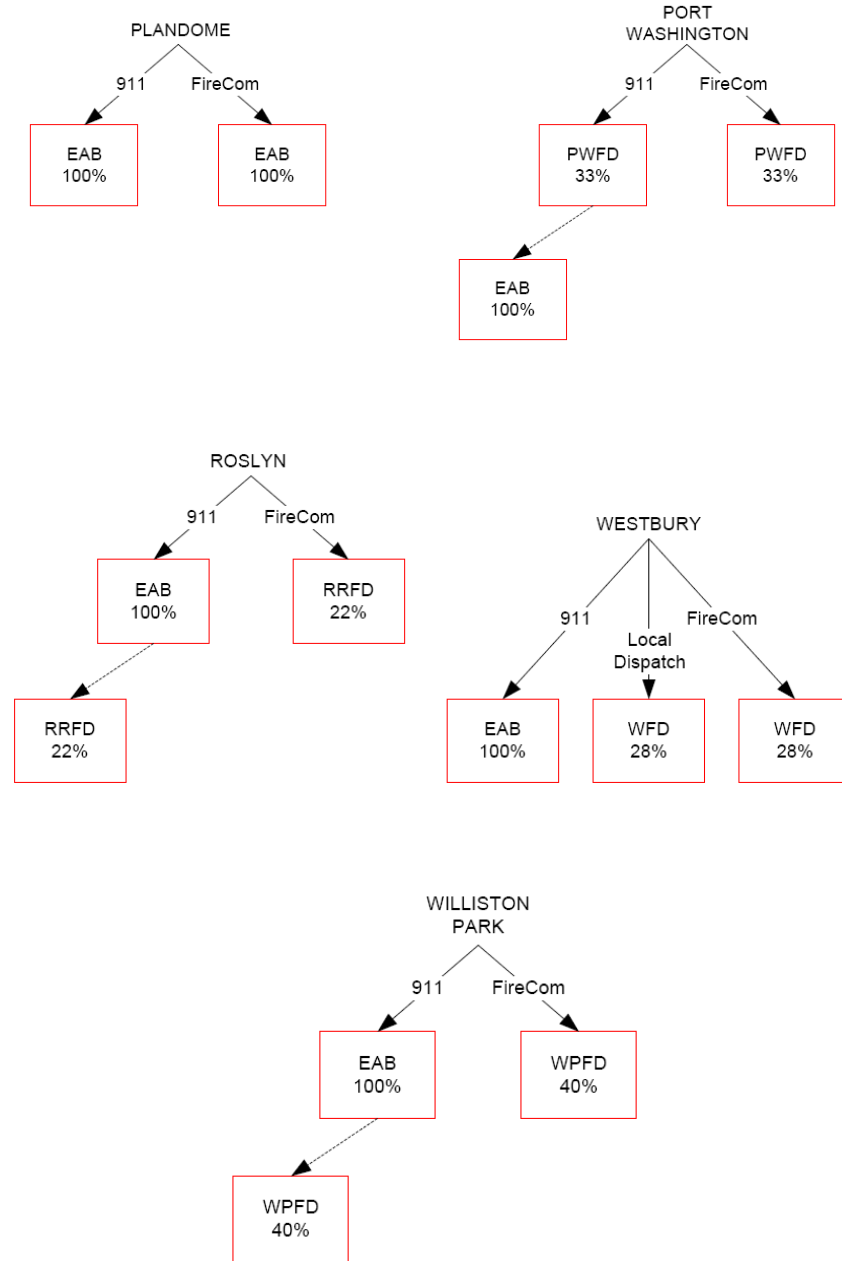 PLANDOME
911
FireCom
EAB
100%
EAB
100%
PORT
WASHINGTON
911
FireCom
PWFD
33%
PWFD
33%
EAB
100%
ROSLYN
911
FireCom
EAB
100%
RRFD
22%
RRFD
22%
WESTBURY
911
Local
Dispatch
FireCom
EAB
100%
WFD
28%
WFD
28%
WILLISTON
PARK
911
FireCom
EAB
100%
WPFD
40%
WPFD
40%